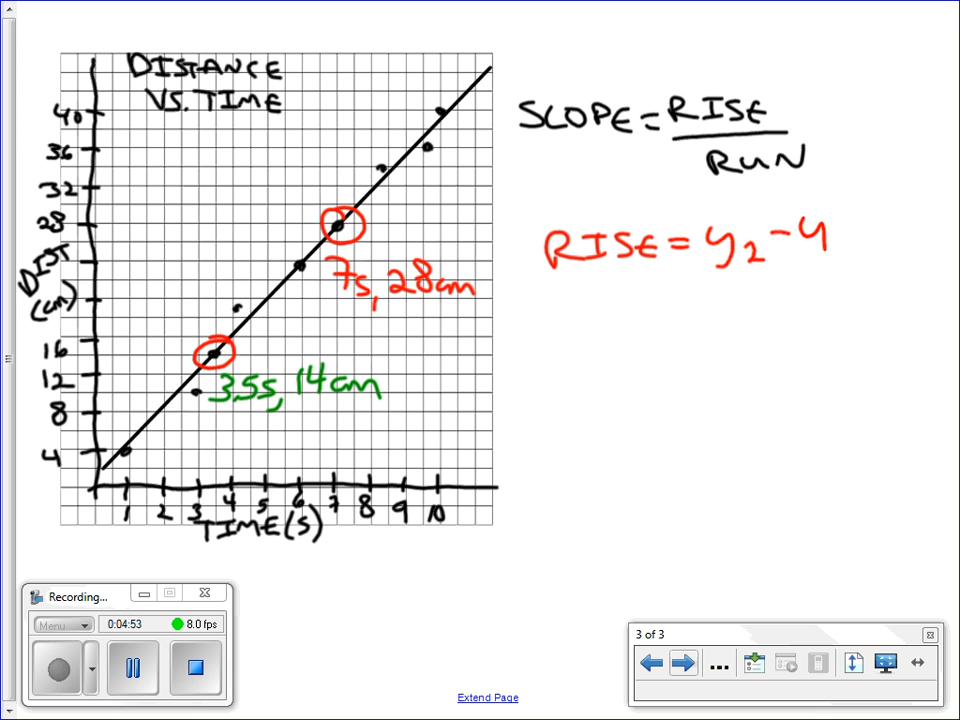 DISTANCE
VS. TIME
SLOPE = RISE
RUN
40
36
32
28
DIST
(cm)
16
12
8
4
RISE = y2 - y
7s, 28cm
3.5s, 14cm
1 2 3 4 5 6 7 8 9 10
TIME (s)
Recording...
Menu
0:04:53
8.0 fps
3 of 3
...
Extend Page